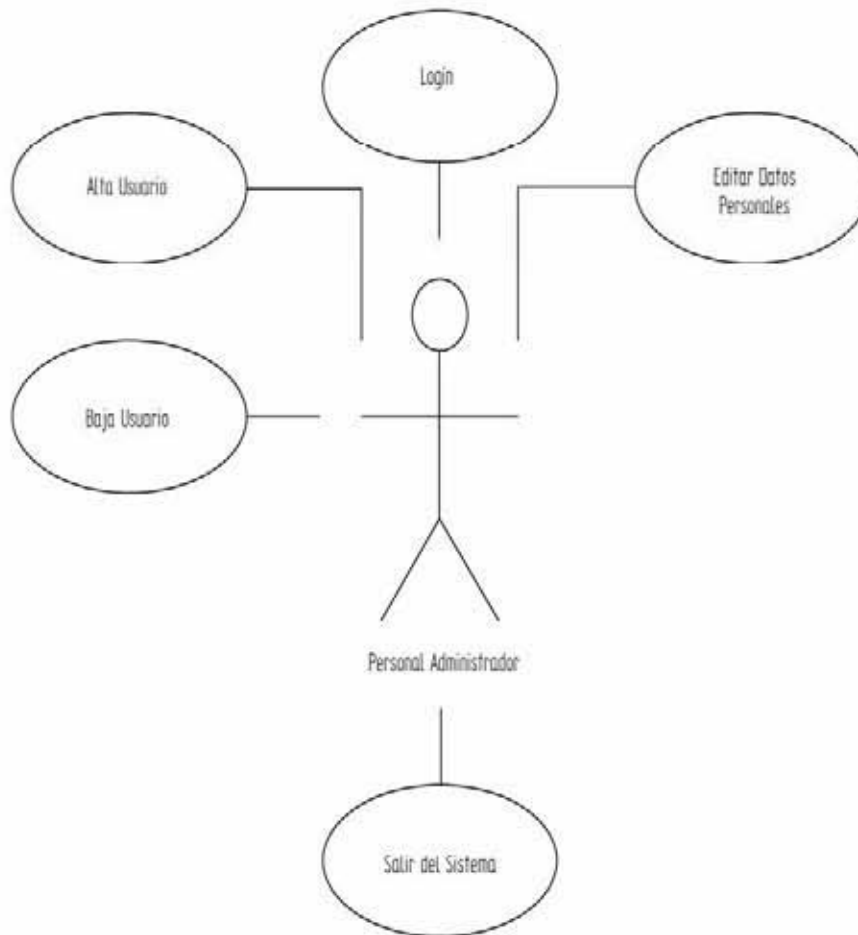 Login
Alta Usuario
Editar Datos
Personales
Baja Usuario
Personal Administrador
Salir del Sistema